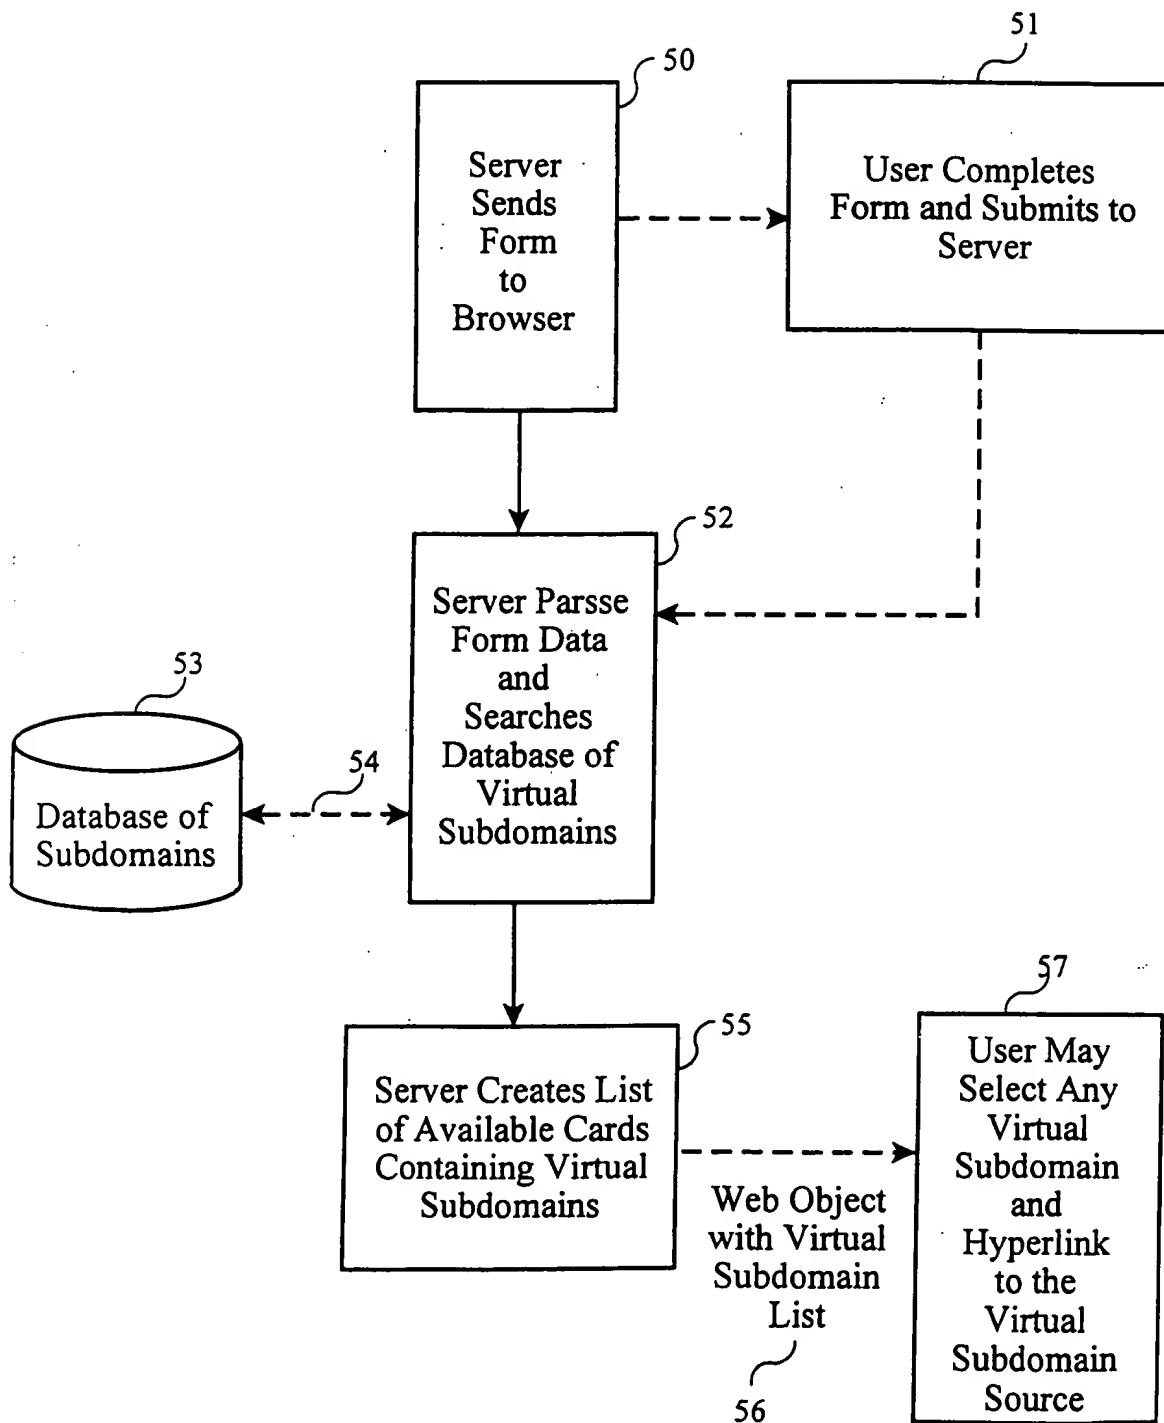 50
51
Server
Sends
Form
to
Browser
User Completes
Form and Submits to
Server
52
Server Parsse
Form Data
and
Searches
Database of
Virtual
Subdomains
53
54
Database of
Subdomains
55
Server Creates List
of Available Cards
Containing Virtual
Subdomains
Web Object
with Virtual
Subdomain
List
56
57
User May
Select Any
Virtual
Subdomain
and
Hyperlink
to the
Virtual
Subdomain
Source